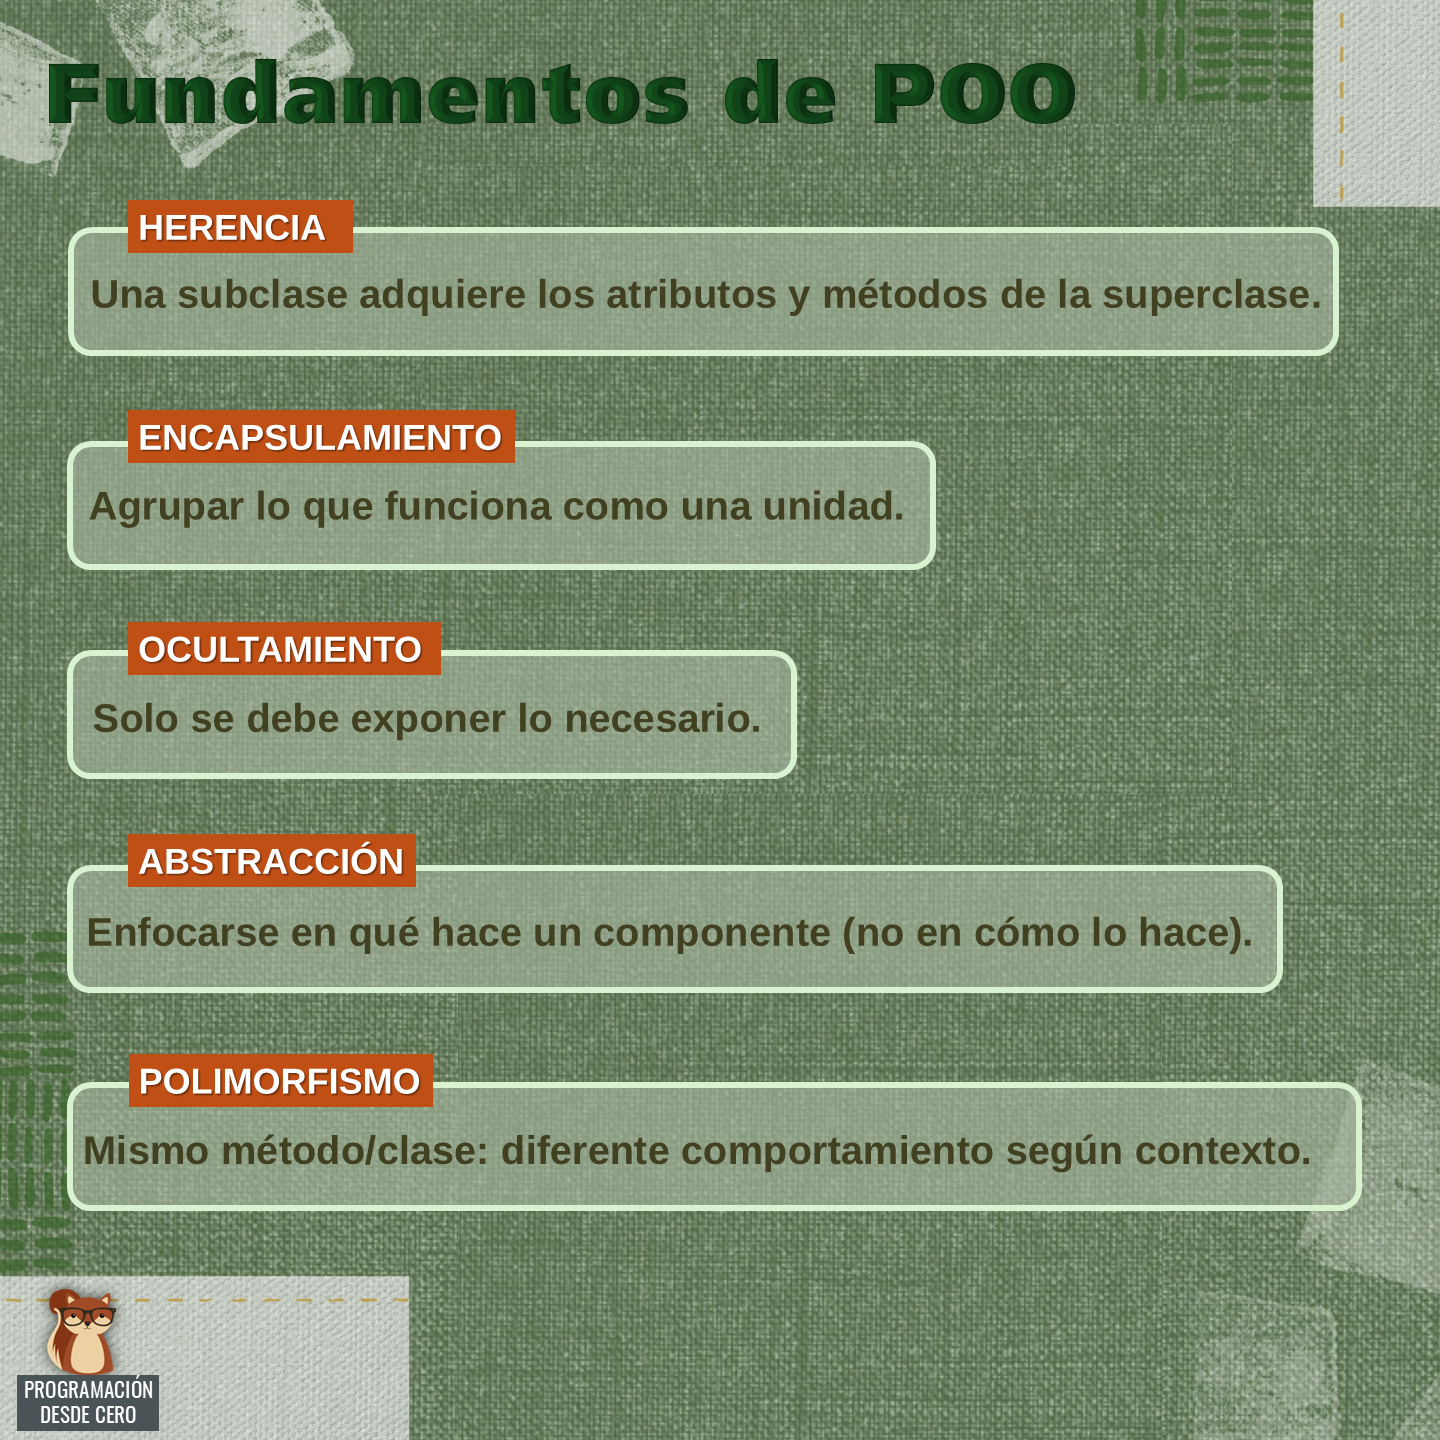 Fundamentos de POO
HERENCIA
Una subclase adquiere los atributos y métodos de la superclase.
ENCAPSULAMIENTO
Agrupar lo que funciona como una unidad.
OCULTAMIENTO
Solo se debe exponer lo necesario.
ABSTRACCIÓN
Enfocarse en qué hace un componente (no en cómo lo hace).
POLIMORFISMO
Mismo método/clase: diferente comportamiento según contexto.
PROGRAMACIÓN
DESDE CERO